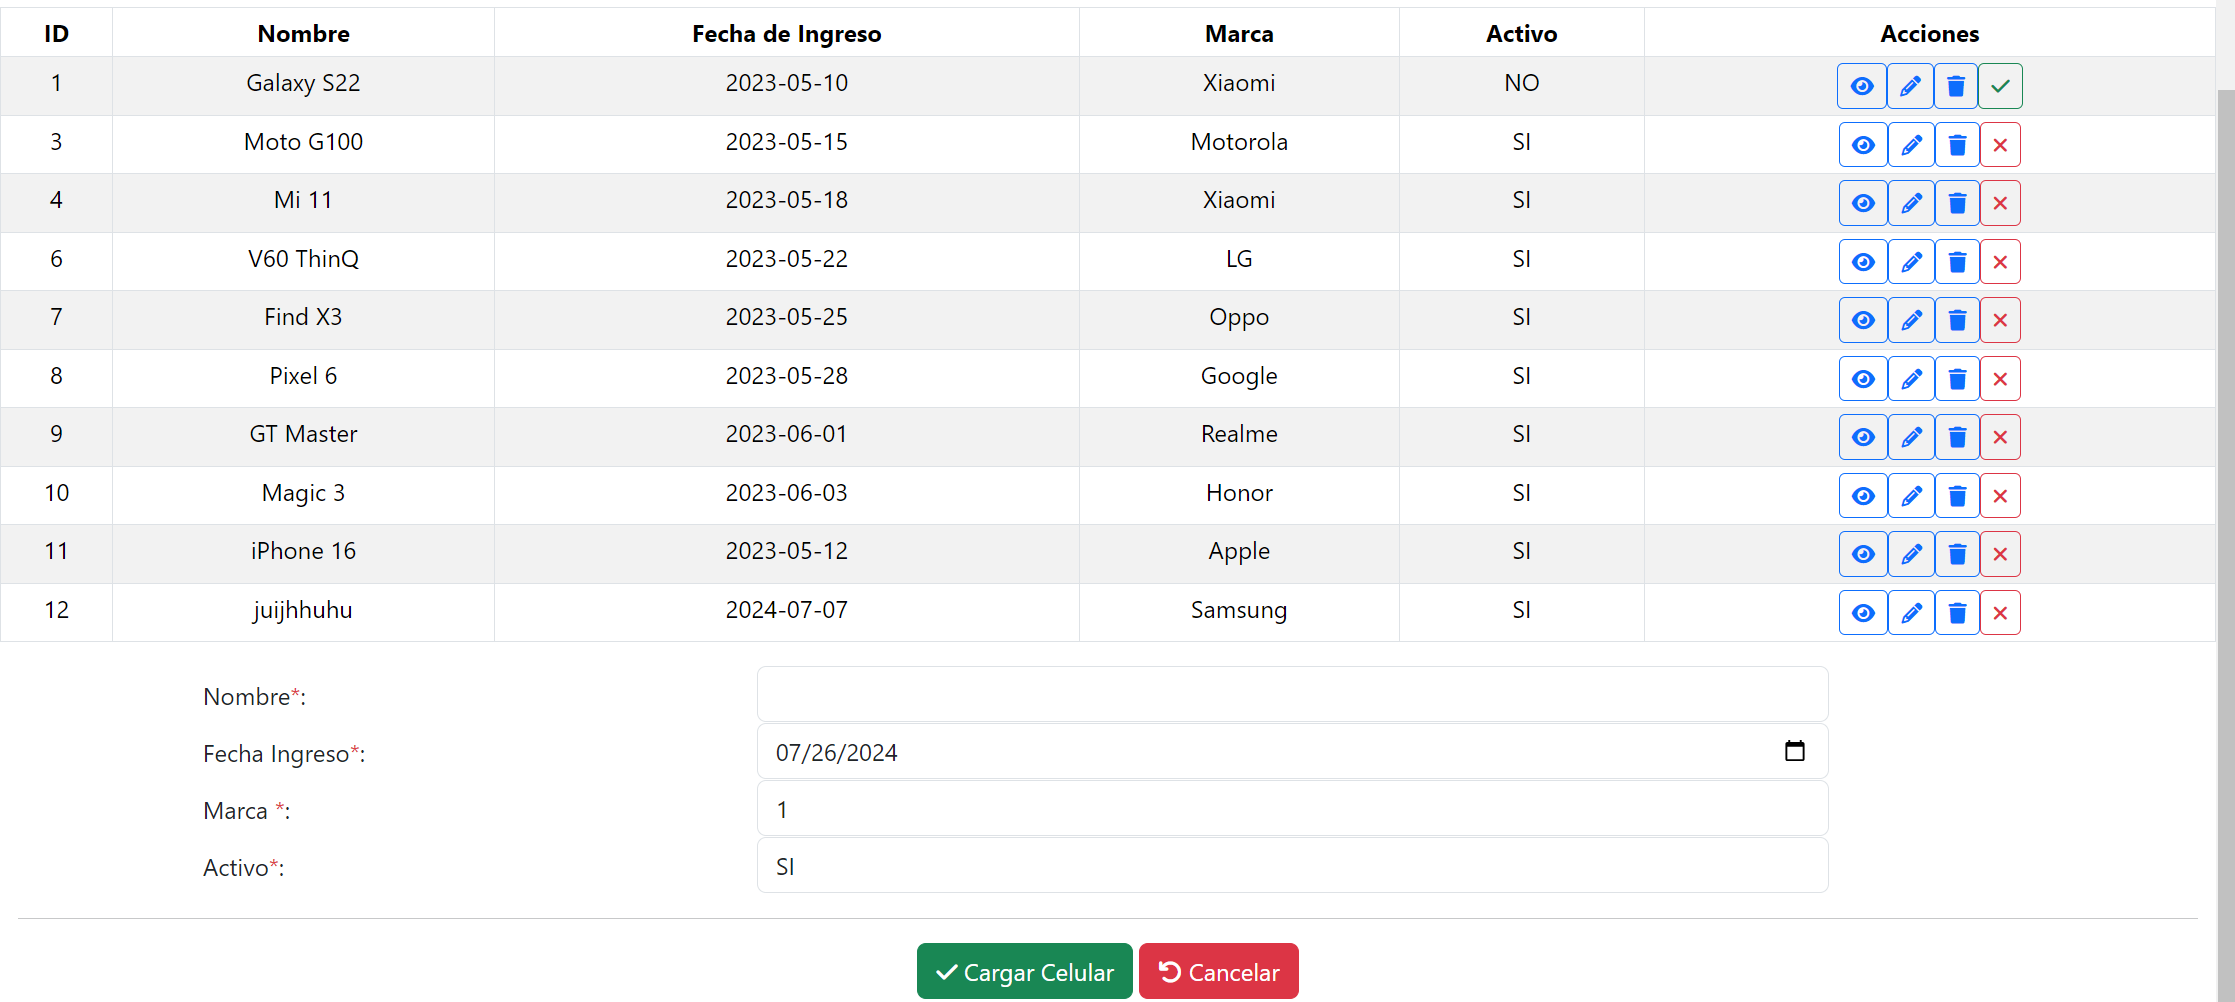 ID Nombre Fecha de Ingreso Marca Activo Acciones
1 Galaxy S22 2023-05-10 Xiaomi NO
3 Moto G100 2023-05-15 Motorola SI
4 Mi 11 2023-05-18 Xiaomi SI
6 V60 ThinQ 2023-05-22 LG SI
7 Find X3 2023-05-25 Oppo SI
8 Pixel 6 2023-05-28 Google SI
9 GT Master 2023-06-01 Realme SI
10 Magic 3 2023-06-03 Honor SI
11 iPhone 16 2023-05-12 Apple SI
12 juijhhuhu 2024-07-07 Samsung SI
Nombre*:
Fecha Ingreso*: 07/26/2024
Marca *: 1
Activo*: SI
Cargar Celular Cancelar